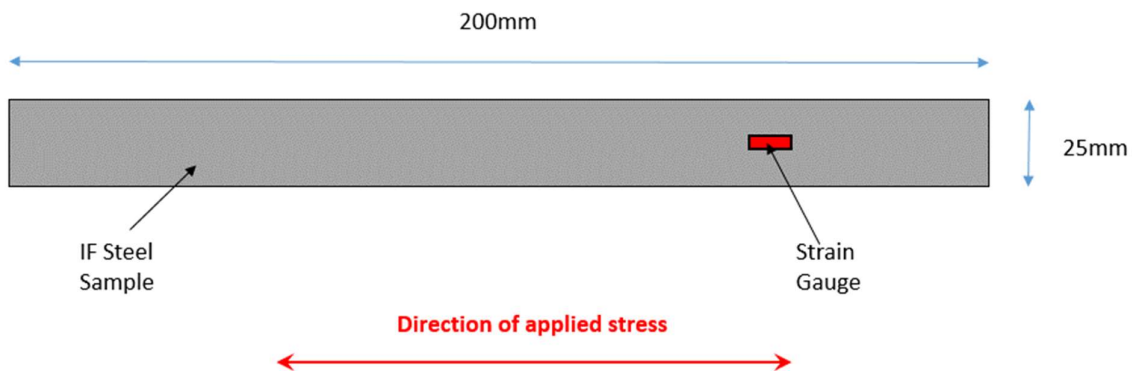 200mm
25mm
IF Steel
Sample
Strain
Gauge
Direction of applied stress